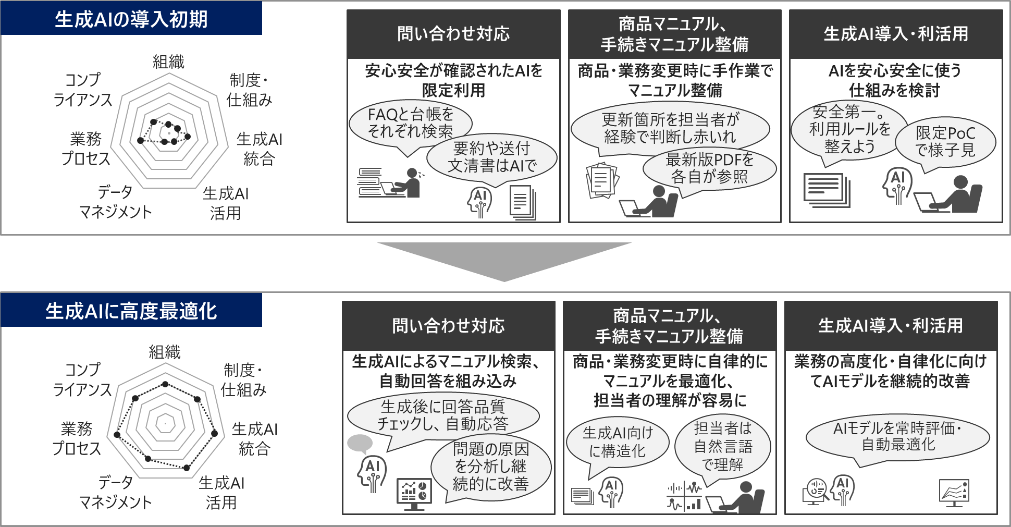 生成AIの導入初期
組織
制度・
仕組み
生成AI
統合
生成AI
活用
データ
マネジメント
業務
プロセス
コンプ
ライアンス
問い合わせ対応
安心安全が確認されたAIを
限定利用
FAQと台帳を
それぞれ検索
要約や送付
文清書はAIで
AI
商品マニュアル、
手続きマニュアル整備
商品・業務変更時に手作業で
マニュアル整備
更新箇所を担当者が
経験で判断し赤いれ
最新版PDFを
各自が参照
生成AI導入・利活用
AIを安心安全に使う
仕組みを検討
安全第一。
利用ルールを
整えよう
限定PoC
で様子見
AI
生成AIに高度最適化
組織
制度・
仕組み
生成AI
統合
生成AI
活用
データ
マネジメント
業務
プロセス
コンプ
ライアンス
問い合わせ対応
生成AIによるマニュアル検索、
自動回答を組み込み
生成後に回答品質
チェックし、自動応答
問題の原因
を分析し継
続的に改善
AI
商品マニュアル、
手続きマニュアル整備
商品・業務変更時に自律的に
マニュアルを最適化、
担当者の理解が容易に
生成AI向け
に構造化
担当者は
自然言語
で理解
AI
生成AI導入・利活用
業務の高度化・自律化に向け
てAIモデルを継続的改善
AIモデルを常時評価・
自動最適化
AI